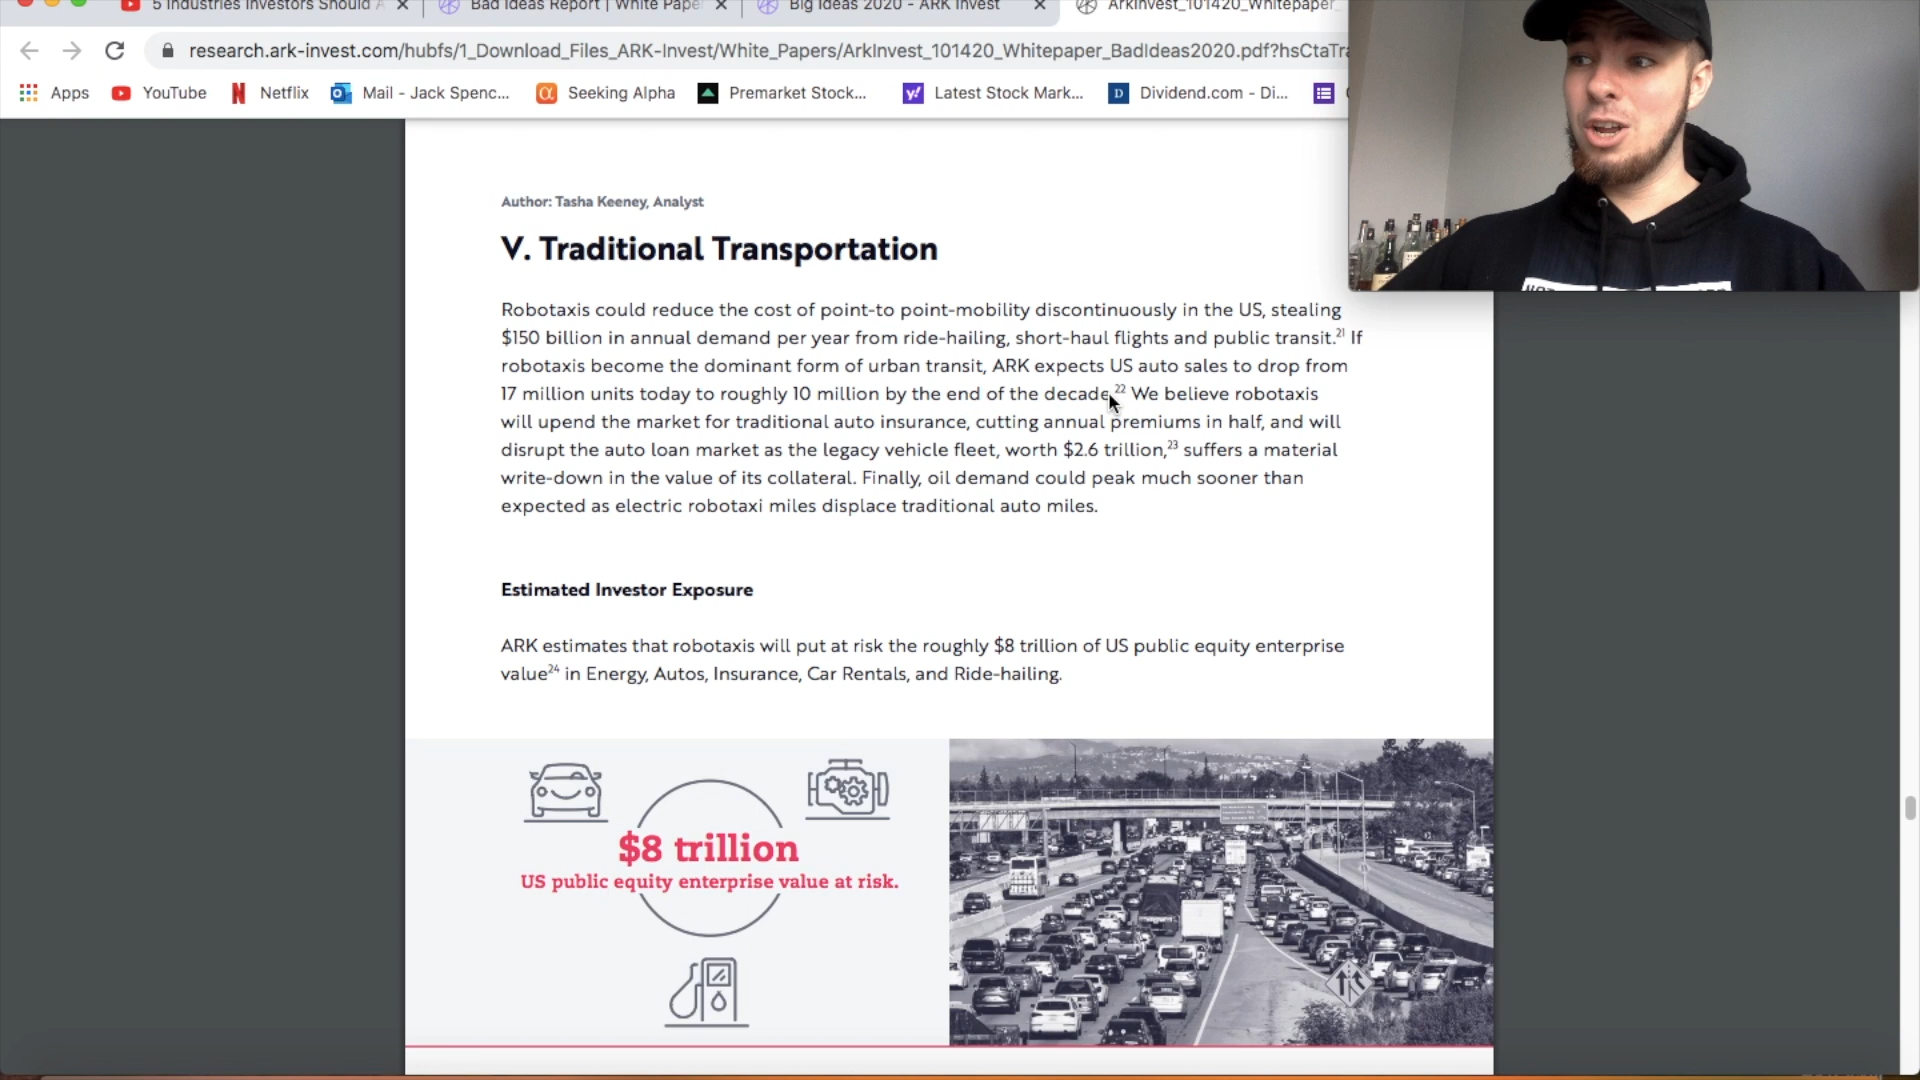 5 Industries Investors Should A
Bad Ideas Report | White Pape
Big Ideas 2020 - ARK Invest
ArkInvest_101420_Whitepaper_
research.ark-invest.com/hubfs/1_Download_Files_ARK-Invest/White_Papers/ArkInvest_101420_Whitepaper_BadIdeas2020.pdf?hsCtaTra
Apps YouTube Netflix Mail - Jack Spenc... Seeking Alpha Premarket Stock... Latest Stock Mark... D Dividend.com - Di...
Author: Tasha Keeney, Analyst
V. Traditional Transportation
Robotaxis could reduce the cost of point-to point-mobility discontinuously in the US, stealing
$150 billion in annual demand per year from ride-hailing, short-haul flights and public transit.21 If
robotaxis become the dominant form of urban transit, ARK expects US auto sales to drop from
17 million units today to roughly 10 million by the end of the decade.22 We believe robotaxis
will upend the market for traditional auto insurance, cutting annual premiums in half, and will
disrupt the auto loan market as the legacy vehicle fleet, worth $2.6 trillion,23 suffers a material
write-down in the value of its collateral. Finally, oil demand could peak much sooner than
expected as electric robotaxi miles displace traditional auto miles.
Estimated Investor Exposure
ARK estimates that robotaxis will put at risk the roughly $8 trillion of US public equity enterprise
value24 in Energy, Autos, Insurance, Car Rentals, and Ride-hailing.
$8 trillion
US public equity enterprise value at risk.